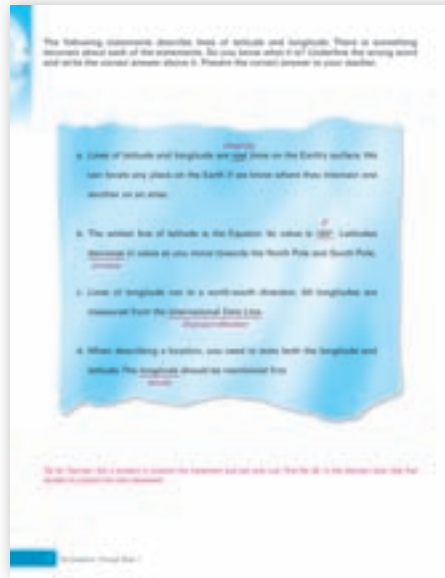 The following statements describe lines of latitude and longitude. There is something
incorrect about each of the statements. Do you know what it is? Underline the wrong word
and write the correct answer above it. Present the correct answer to your teacher.
imaginary
a. Lines of latitude and longitude are real lines on the Earth's surface. We
can locate any place on the Earth if we know where they intersect one
another on an atlas.
0°
b. The widest line of latitude is the Equator. Its value is 180°. Latitudes
decrease in value as you move towards the North Pole and South Pole.
increase
c. Lines of longitude run in a north-south direction. All longitudes are
measured from the International Date Line.
d. When describing a location, you need to state both the longitude and
latitude. The longitude should be mentioned first.
latitude